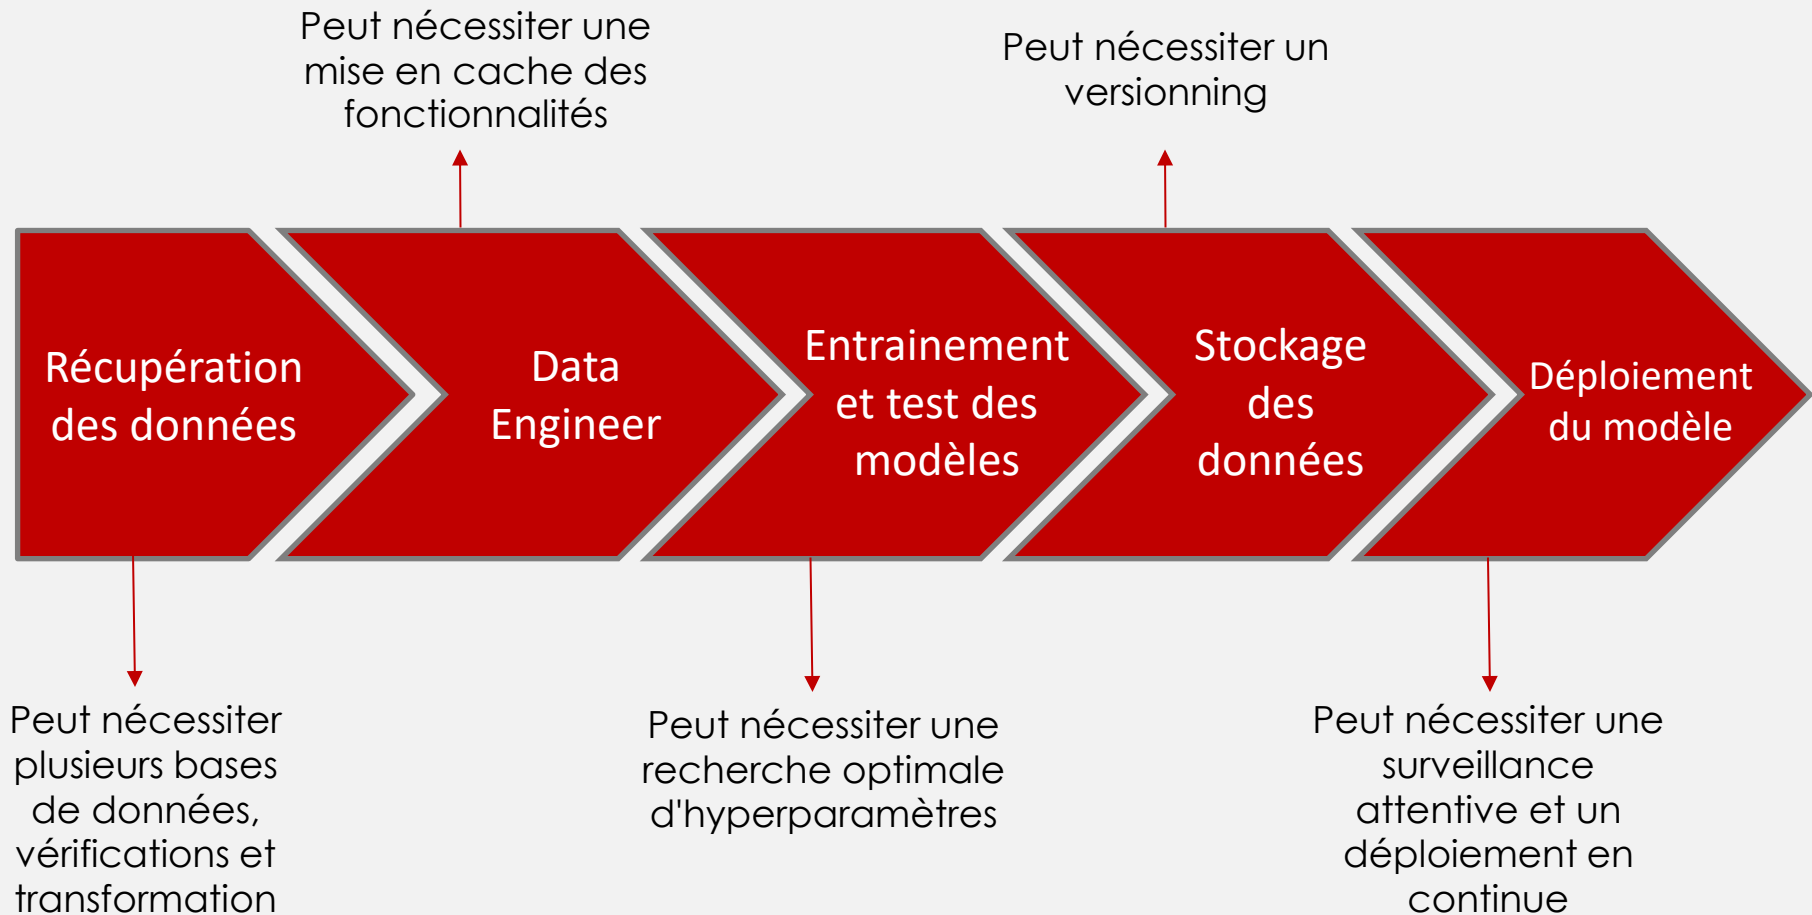 Peut nécessiter une
mise en cache des
fonctionnalités
Peut nécessiter un
versionning
Récupération
des données
Data
Engineer
Entrainement
et test des
modèles
Stockage
des
données
Déploiement
du modèle
Peut nécessiter
plusieurs bases
de données,
vérifications et
transformation
Peut nécessiter une
recherche optimale
d'hyperparamètres
Peut nécessiter une
surveillance
attentive et un
déploiement en
continue